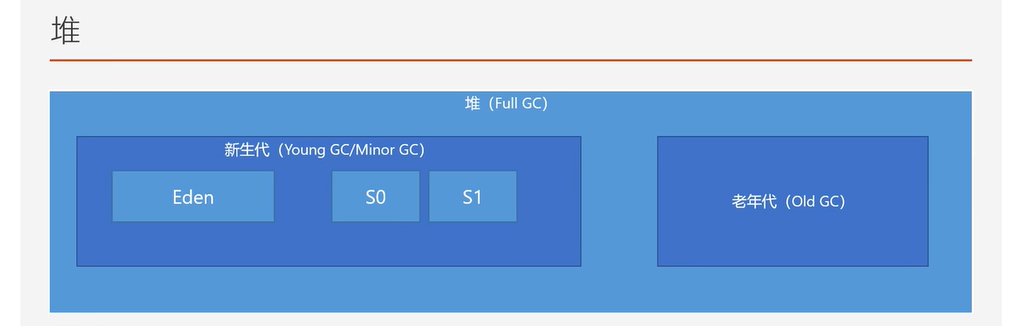 堆
堆（Full GC）
新生代（Young GC/Minor GC）
Eden
S0
S1
老年代（Old GC）